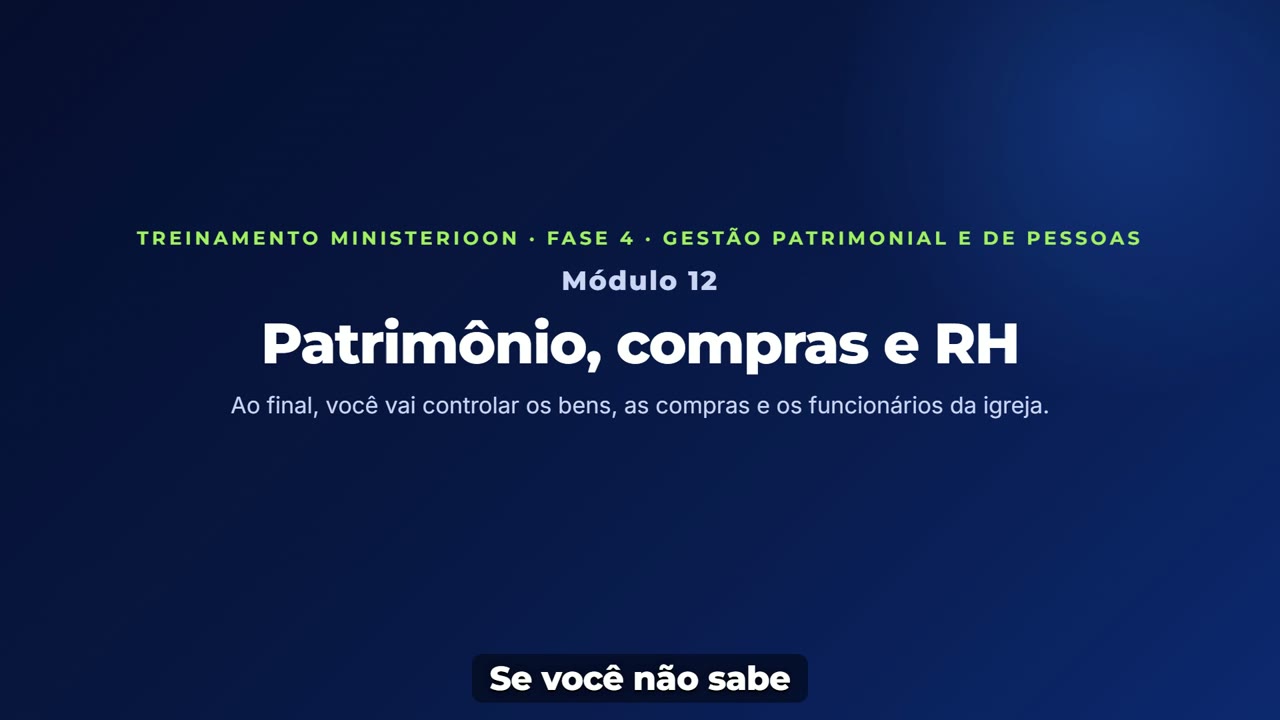 TREINAMENTO MINISTERIOON · FASE 4 · GESTÃO PATRIMONIAL E DE PESSOAS
Módulo 12
Patrimônio, compras e RH
Ao final, você vai controlar os bens, as compras e os funcionários da igreja.
Se você não sabe